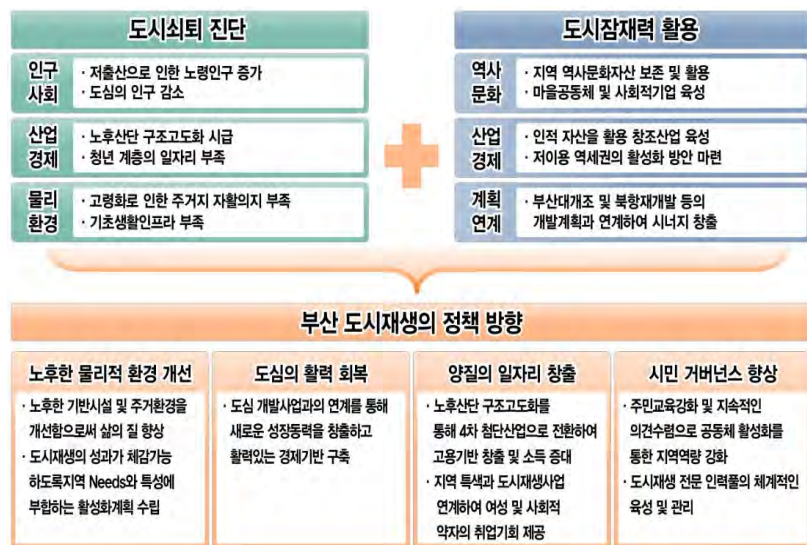 도시쇠퇴 진단
인구
사회
· 저출산으로 인한 노령인구 증가
· 도심의 인구 감소
산업
경제
· 노후산단 구조고도화 시급
· 청년 계층의 일자리 부족
물리
환경
· 고령화로 인한 주거지 자활의지 부족
· 기초생활인프라 부족
도시잠재력 활용
역사
문화
· 지역 역사문화자산 보존 및 활용
· 마을공동체 및 사회적기업 육성
산업
경제
· 인적 자산을 활용 창조산업 육성
· 저이용 역세권의 활성화 방안 마련
계획
연계
· 부산대개조 및 북항재개발 등의
개발계획과 연계하여 시너지 창출
부산 도시재생의 정책 방향
노후한 물리적 환경 개선
· 노후한 기반시설 및 주거환경을
개선함으로써 삶의 질 향상
· 도시재생의 성과가 체감가능
하도록지역 Needs와 특성에
부합하는 활성화계획 수립
도심의 활력 회복
· 도심 개발사업과의 연계를 통해
새로운 성장동력을 창출하고
활력있는 경제기반 구축
양질의 일자리 창출
· 노후산단 구조고도화를
통해 4차 첨단산업으로 전환하여
고용기반 창출 및 소득 증대
· 지역 특색과 도시재생사업
연계하여 여성 및 사회적
약자의 취업기회 제공
시민 거버넌스 향상
· 주민교육강화 및 지속적인
의견수렴으로 공동체 활성화를
통한 지역역량 강화
· 도시재생 전문 인력풀의 체계적인
육성 및 관리